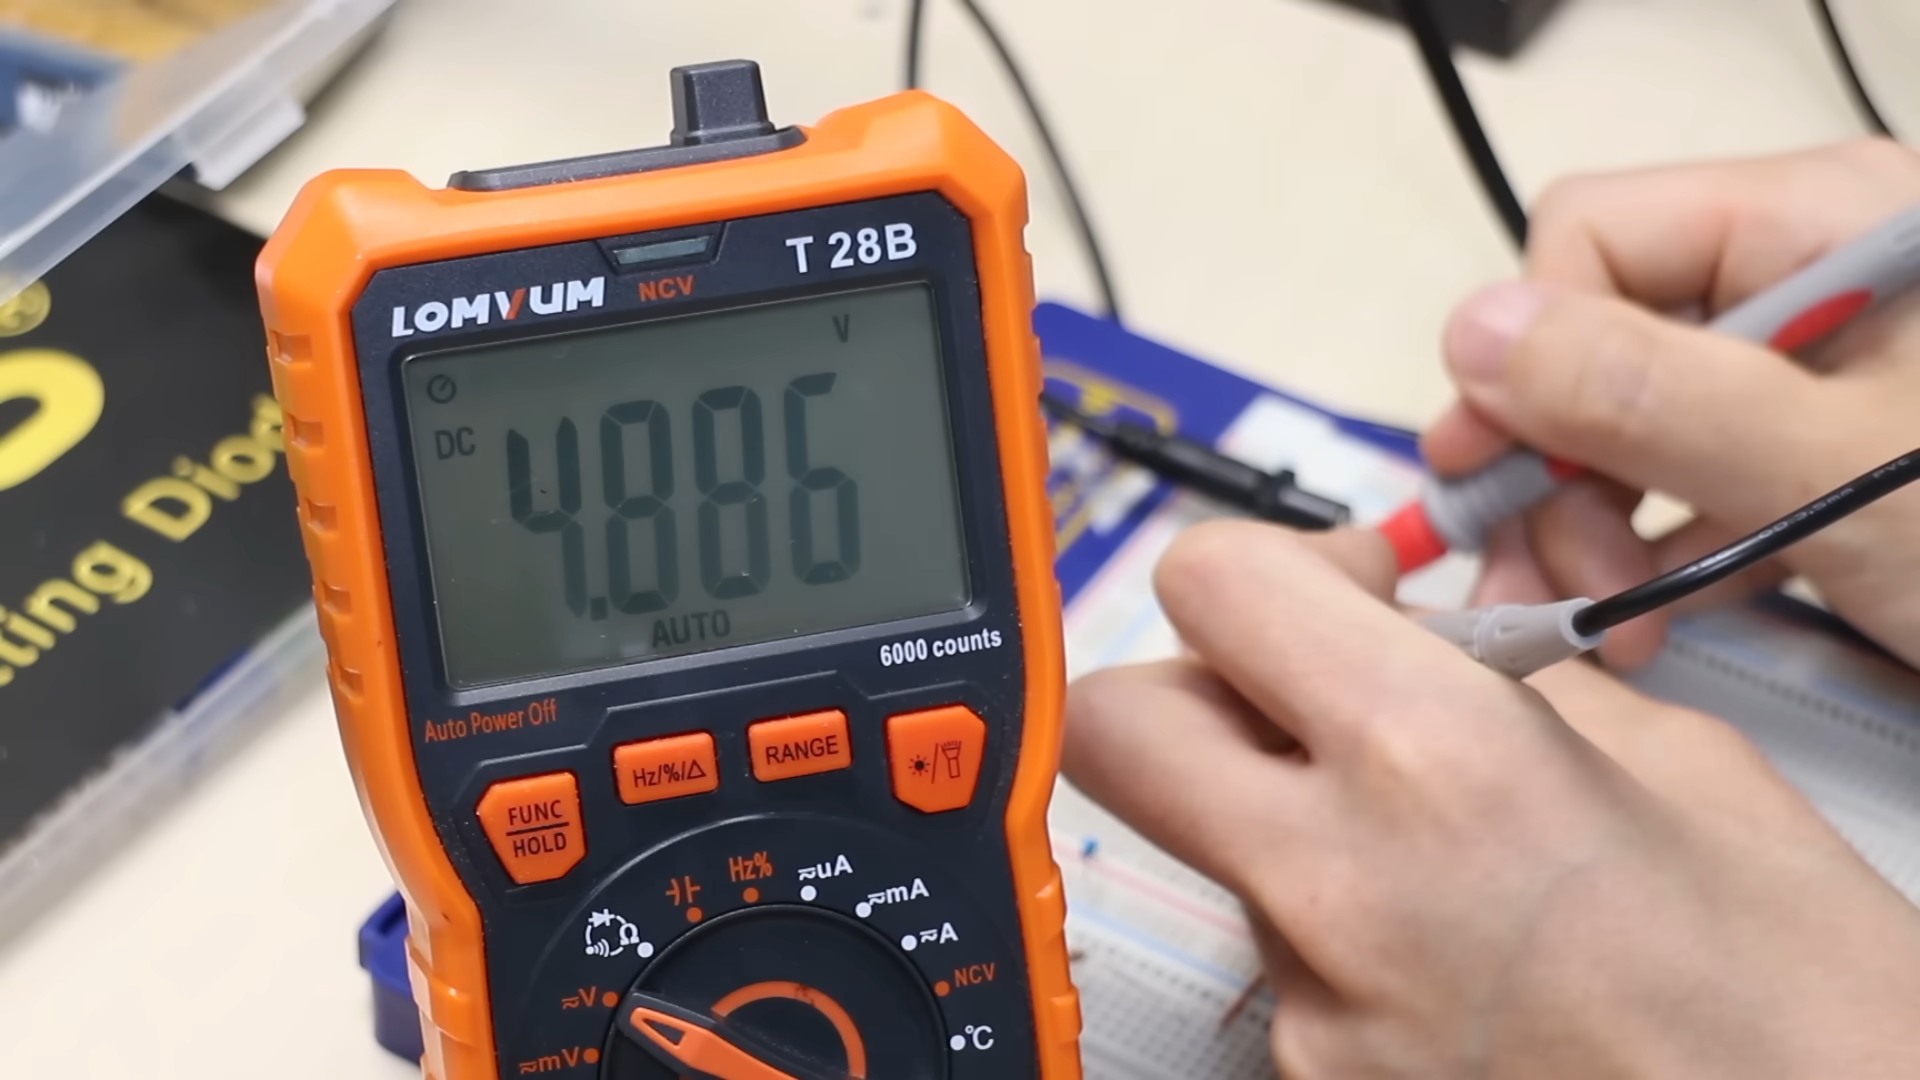 T 28B
LOMVUM NCV
V
DC 4.886
AUTO
6000 counts
Auto Power Off
FUNC
HOLD
Hz/%/△
RANGE
Hz%
≂uA
≂mA
≂A
NCV
°C
Ω
≂V
≂mV
ting Diod
®